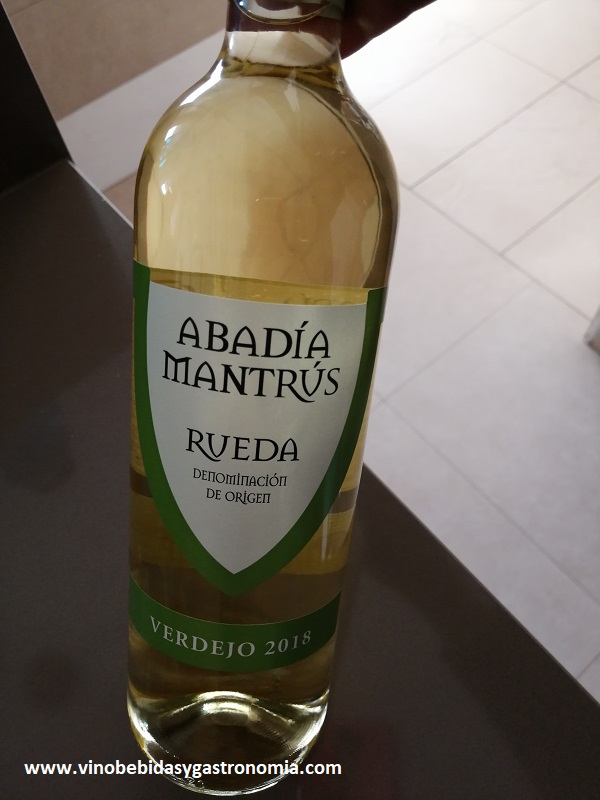 ABADÍA
MANTRÚS
RUEDA
DENOMINACIÓN
DE ORIGEN
VERDEJO 2018
www.vinobebidasygastronomia.com